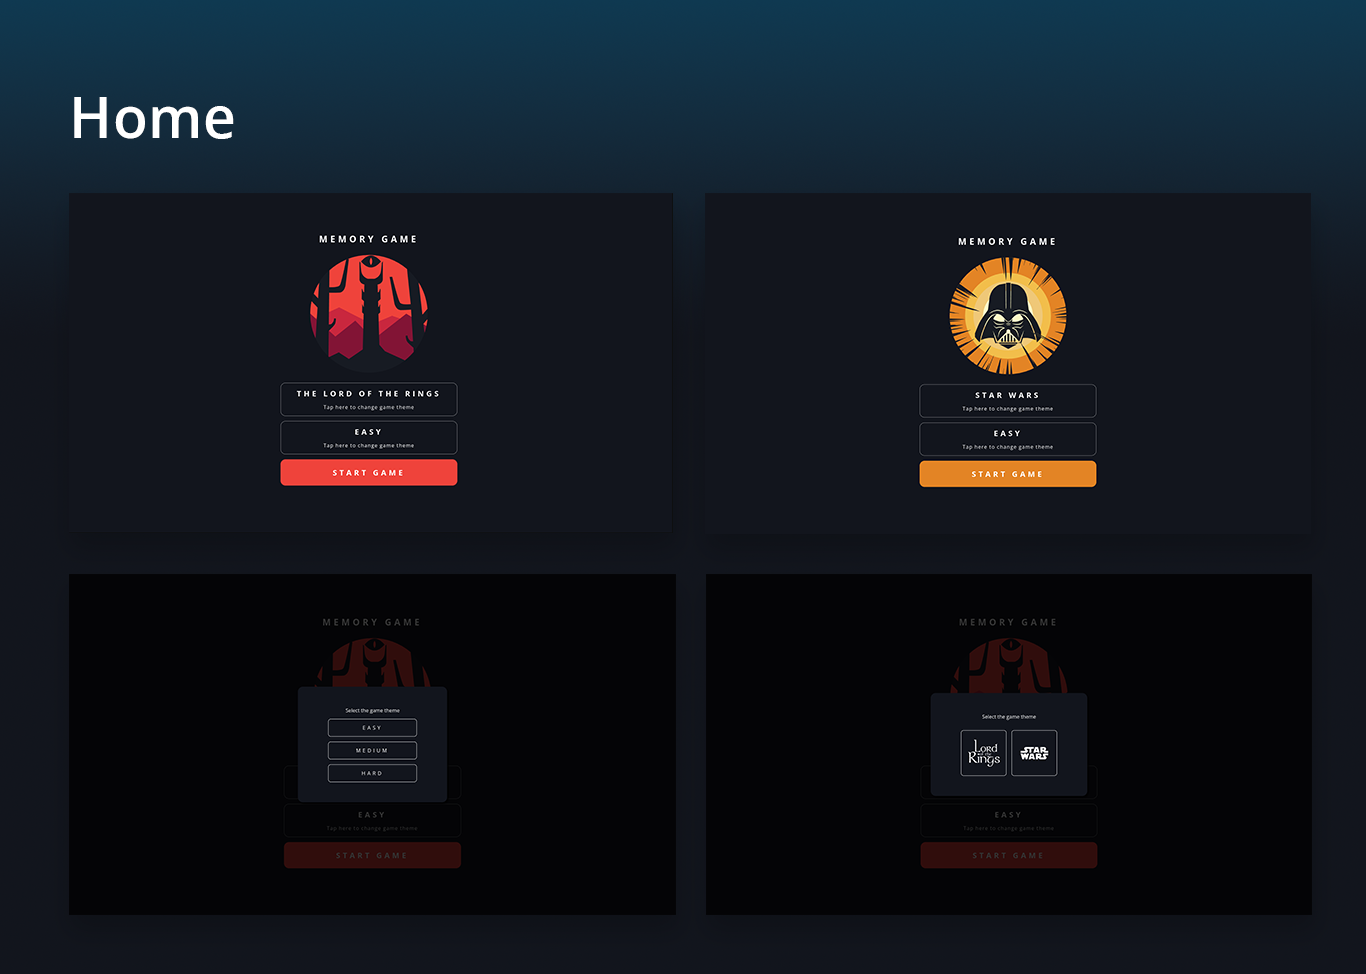 Home
MEMORY GAME
THE LORD OF THE RINGS
Tap here to change game theme
EASY
Tap here to change game theme
START GAME
MEMORY GAME
STAR WARS
Tap here to change game theme
EASY
Tap here to change game theme
START GAME
MEMORY GAME
Select the game theme
EASY
MEDIUM
HARD
EASY
Tap here to change game theme
START GAME
MEMORY GAME
Select the game theme
Lord
of the
Rings
STAR
WARS
EASY
Tap here to change game theme
START GAME